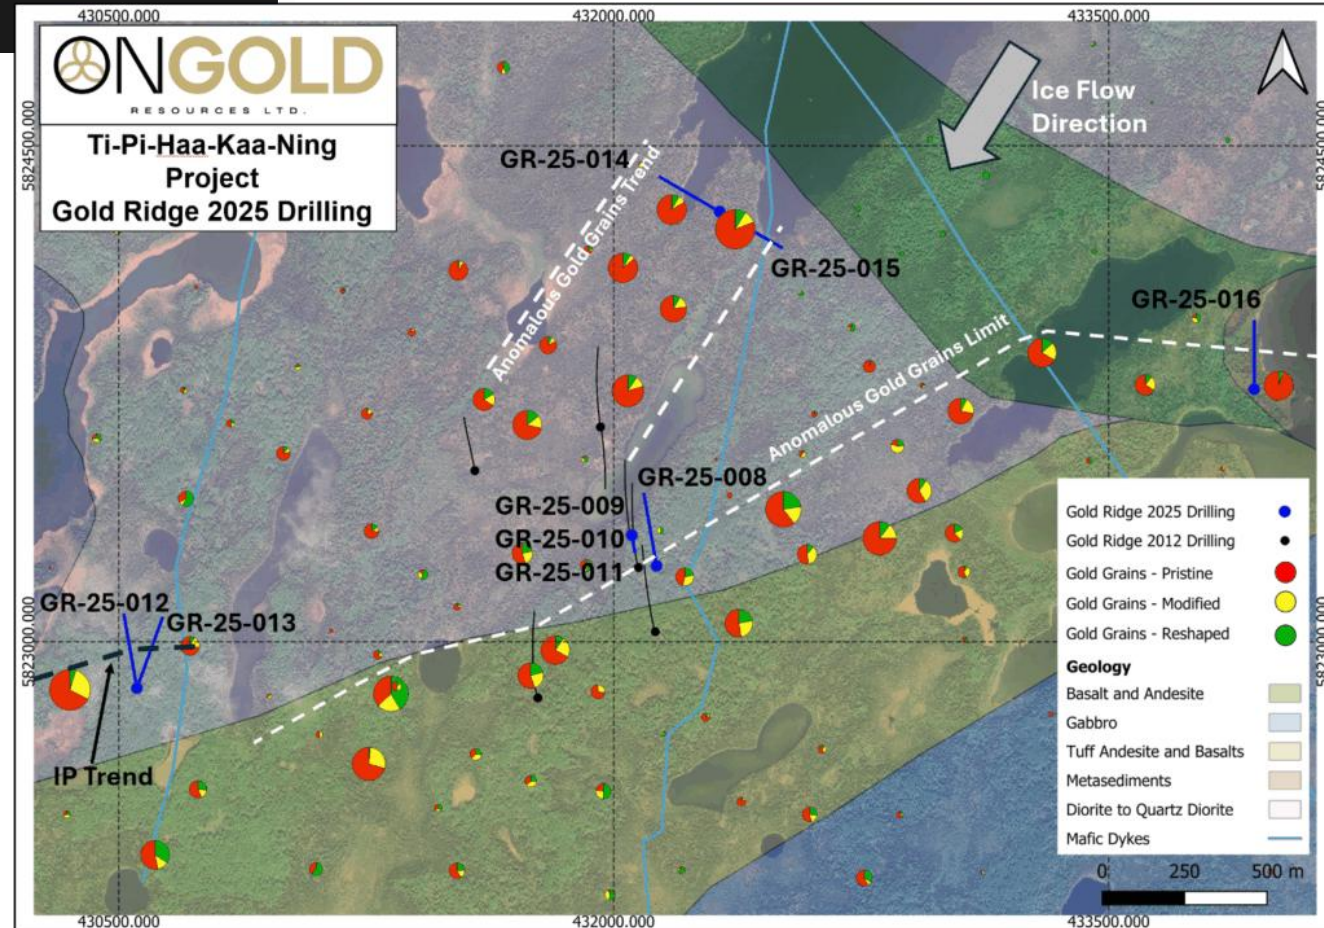 430500.000
432000.000
433500.000
ONGOLD
RESOURCES LTD.
Ti-Pi-Haa-Kaa-Ning
Project
Gold Ridge 2025 Drilling
5824500.000
5824500.000
Ice Flow
Direction
GR-25-014
Anomalous Gold Grains Trend
GR-25-015
GR-25-016
Anomalous Gold Grains Limit
GR-25-008
GR-25-009
GR-25-010
GR-25-011
GR-25-012
GR-25-013
5823000.000
5823000.000
IP Trend
Gold Ridge 2025 Drilling
Gold Ridge 2012 Drilling
Gold Grains - Pristine
Gold Grains - Modified
Gold Grains - Reshaped
Geology
Basalt and Andesite
Gabbro
Tuff Andesite and Basalts
Metasediments
Diorite to Quartz Diorite
Mafic Dykes
0 250 500 m
430500.000
432000.000
433500.000